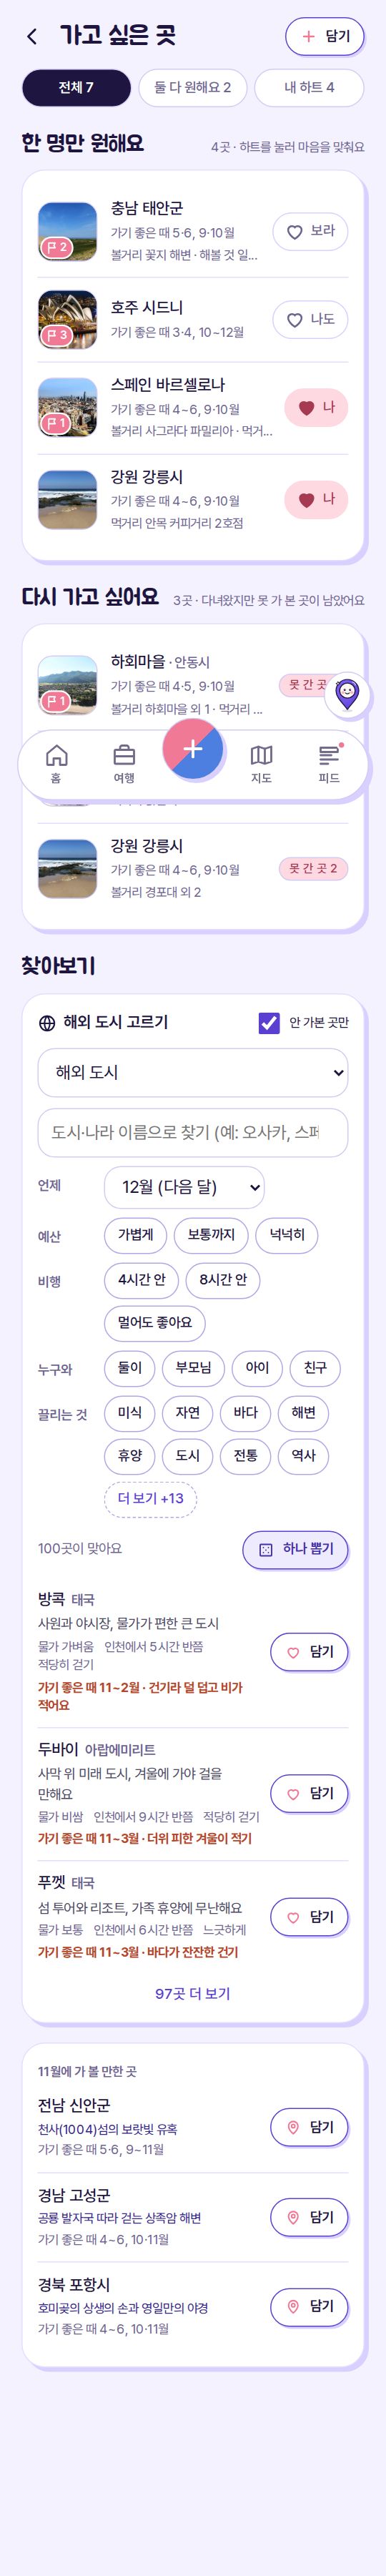 가고 싶은 곳
담기
전체 7
둘 다 원해요 2
내 하트 4
한 명만 원해요
4곳 · 하트를 눌러 마음을 맞춰요
충남 태안군
가기 좋은 때 5·6, 9·10월
볼거리 꽃지 해변 · 해볼 것 일...
2
보라
호주 시드니
가기 좋은 때 3·4, 10~12월
3
나도
스페인 바르셀로나
가기 좋은 때 4~6, 9·10월
볼거리 사그라다 파밀리아 · 먹거...
1
나
강원 강릉시
가기 좋은 때 4~6, 9·10월
먹거리 안목 커피거리 2호점
나
다시 가고 싶어요
3곳 · 다녀왔지만 못 가 본 곳이 남았어요
하회마을 · 안동시
가기 좋은 때 4·5, 9·10월
볼거리 하회마을 외 1 · 먹거리 ...
1
못 간
홈
여행
지도
피드
강원 강릉시
가기 좋은 때 4~6, 9·10월
볼거리 경포대 외 2
못 간 곳 2
찾아보기
해외 도시 고르기
안 가본 곳만
해외 도시
도시·나라 이름으로 찾기 (예: 오사카, 스페
언제
12월 (다음 달)
예산
가볍게
보통까지
넉넉히
비행
4시간 안
8시간 안
멀어도 좋아요
누구와
둘이
부모님
아이
친구
끌리는 것
미식
자연
바다
해변
휴양
도시
전통
역사
더 보기 +13
100곳이 맞아요
하나 뽑기
방콕 태국
사원과 야시장, 물가가 편한 큰 도시
물가 가벼움 인천에서 5시간 반쯤
적당히 걷기
가기 좋은 때 11~2월 · 건기라 덜 덥고 비가
적어요
담기
두바이 아랍에미리트
사막 위 미래 도시, 겨울에 가야 걸을
만해요
물가 비쌈 인천에서 9시간 반쯤 적당히 걷기
가기 좋은 때 11~3월 · 더위 피한 겨울이 적기
담기
푸껫 태국
섬 투어와 리조트, 가족 휴양에 무난해요
물가 보통 인천에서 6시간 반쯤 느긋하게
가기 좋은 때 11~3월 · 바다가 잔잔한 건기
담기
97곳 더 보기
11월에 가 볼 만한 곳
전남 신안군
천사(1004)섬의 보랏빛 유혹
가기 좋은 때 5·6, 9~11월
담기
경남 고성군
공룡 발자국 따라 걷는 상족암 해변
가기 좋은 때 4~6, 10·11월
담기
경북 포항시
호미곶의 상생의 손과 영일만의 야경
가기 좋은 때 4~6, 10·11월
담기